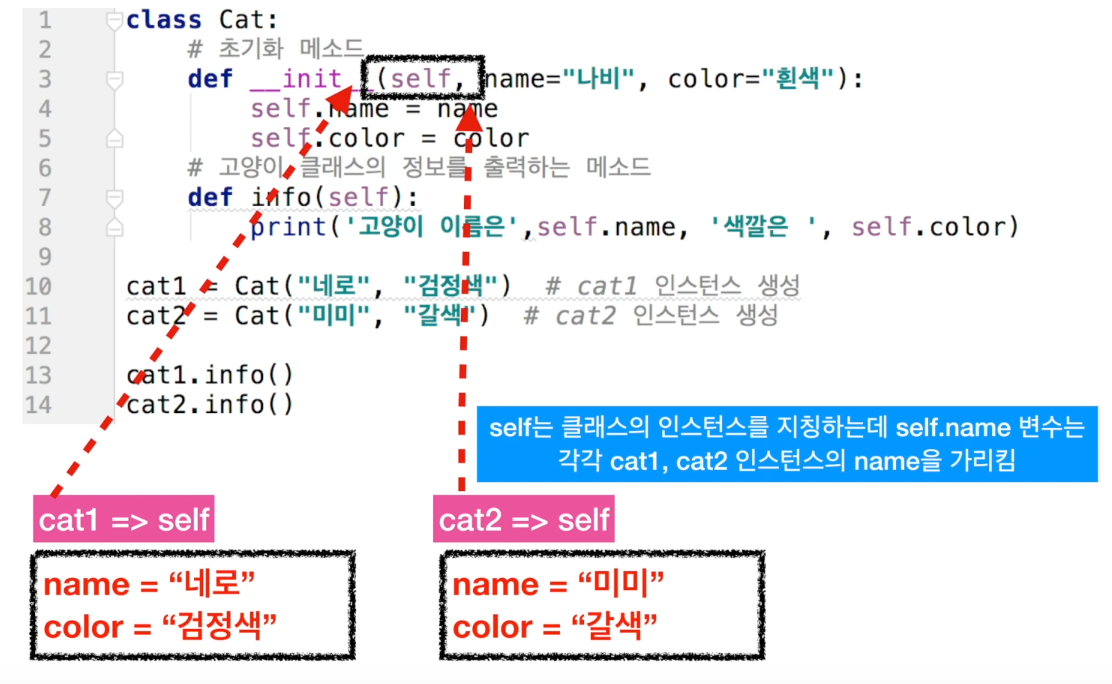 1 class Cat:
2 # 초기화 메소드
3 def __init__(self, name="나비", color="흰색"):
4 self.name = name
5 self.color = color
6 # 고양이 클래스의 정보를 출력하는 메소드
7 def info(self):
8 print('고양이 이름은',self.name, '색깔은 ', self.color)
9
10 cat1 = Cat("네로", "검정색") # cat1 인스턴스 생성
11 cat2 = Cat("미미", "갈색") # cat2 인스턴스 생성
12
13 cat1.info()
14 cat2.info()
self는 클래스의 인스턴스를 지칭하는데 self.name 변수는
각각 cat1, cat2 인스턴스의 name을 가리킴
cat1 => self
name = “네로”
color = “검정색”
cat2 => self
name = “미미”
color = “갈색”